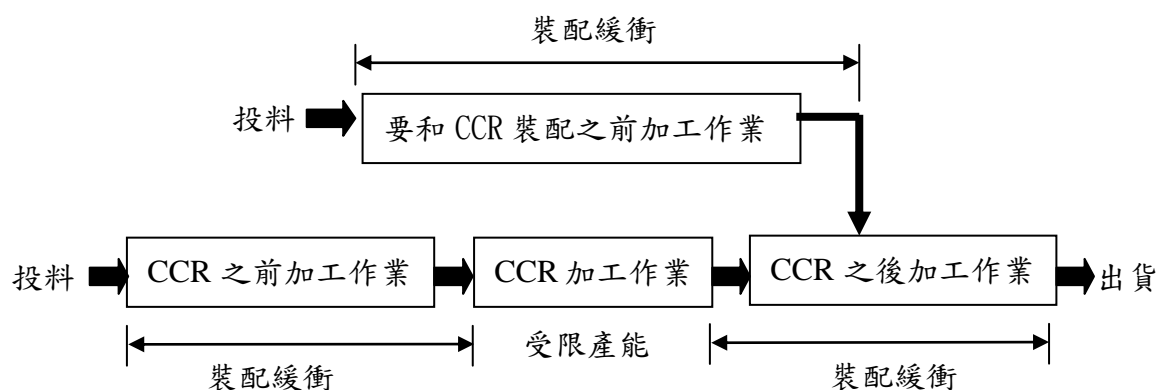 裝配緩衝
投料
要和 CCR 裝配之前加工作業
投料
CCR 之前加工作業
CCR 加工作業
CCR 之後加工作業
出貨
裝配緩衝
受限產能
裝配緩衝